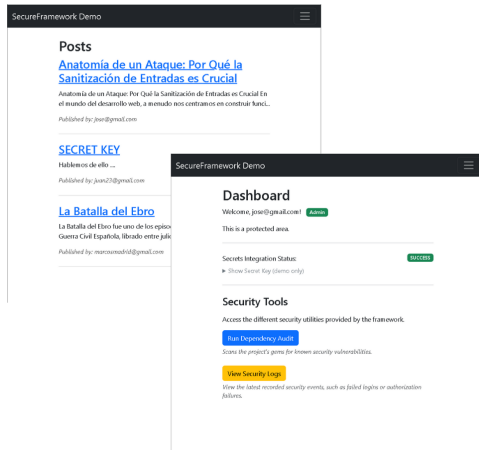 SecureFramework Demo
Posts
Anatomía de un Ataque: Por Qué la
Sanitización de Entradas es Crucial
Anatomía de un Ataque: Por Qué la Sanitización de Entradas es Crucial En
el mundo del desarrollo web, a menudo nos centramos en construir funci...
Published by: jose@gmail.com
SECRET KEY
Hablemos de ello ...
Published by: juan23@gmail.com
La Batalla del Ebro
La Batalla del Ebro fue uno de los episo
Guerra Civil Española, librado entre julio
Published by: marcosmadrid@gmail.com
SecureFramework Demo
Dashboard
Welcome, jose@gmail.com! Admin
This is a protected area.
Secrets Integration Status: SUCCESS
▶ Show Secret Key (demo only)
Security Tools
Access the different security utilities provided by the framework.
Run Dependency Audit
Scans the project's gems for known security vulnerabilities.
View Security Logs
View the latest recorded security events, such as failed logins or authorization
failures.